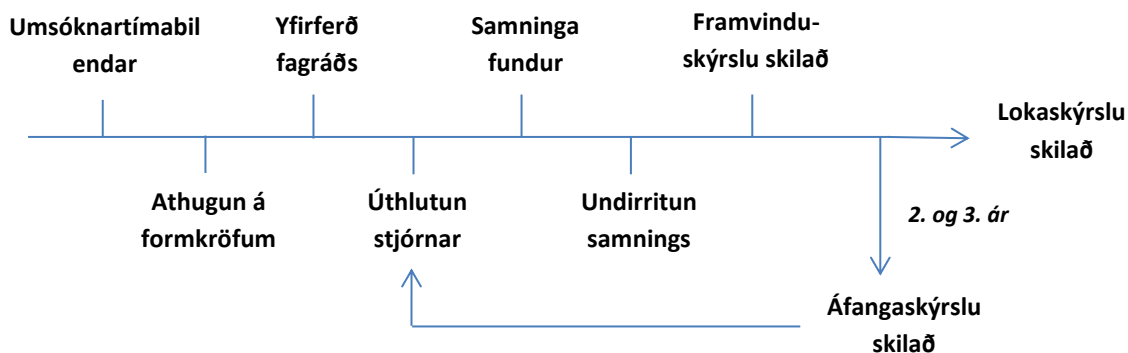 Umsóknartímabil
endar
Yfirferð
fagráðs
Samninga
fundur
Framvindu-
skýrslu skilað
Lokaskýrslu
skilað
Athugun á
formkröfum
Úthlutun
stjórnar
Undirritun
samnings
2. og 3. ár
Áfangaskýrslu
skilað